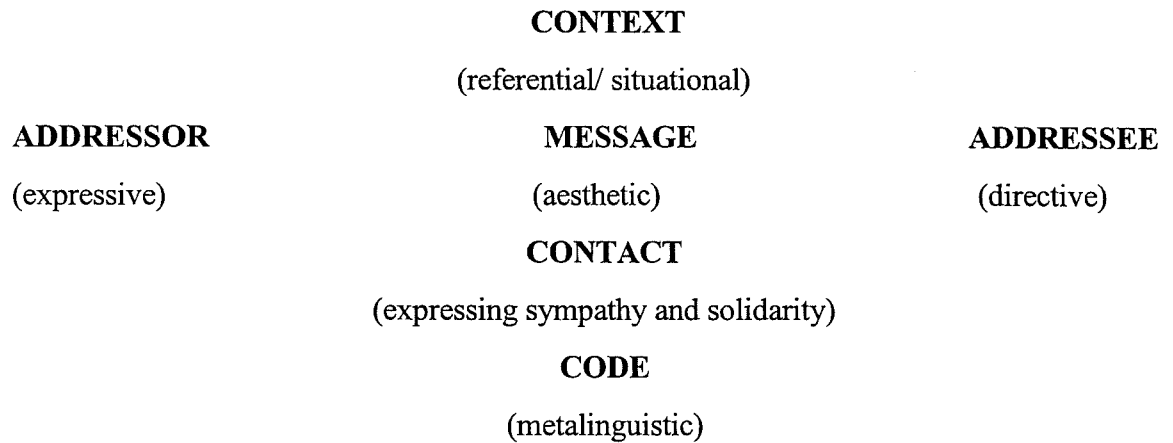 CONTEXT
(referential/ situational)
ADDRESSOR MESSAGE ADDRESSEE
(expressive) (aesthetic) (directive)
CONTACT
(expressing sympathy and solidarity)
CODE
(metalinguistic)